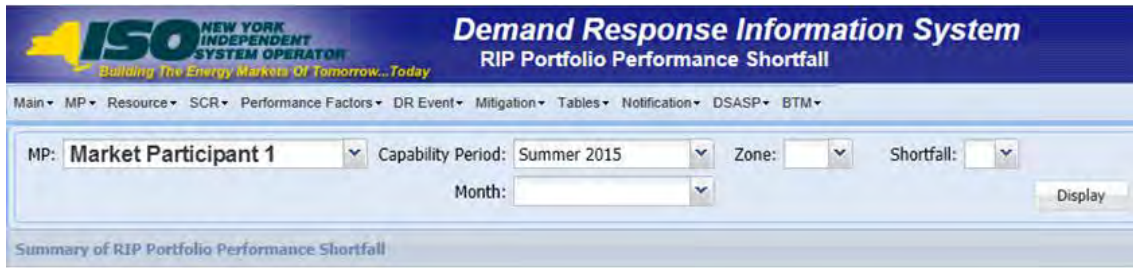 ISO NEW YORK
INDEPENDENT
SYSTEM OPERATOR
Building The Energy Markets Of Tomorrow...Today
Demand Response Information System
RIP Portfolio Performance Shortfall
Main MP Resource SCR Performance Factors DR Event Mitigation Tables Notification DSASP BTM
MP: Market Participant 1 Capability Period: Summer 2015 Zone: Shortfall:
Month:
Display
Summary of RIP Portfolio Performance Shortfall